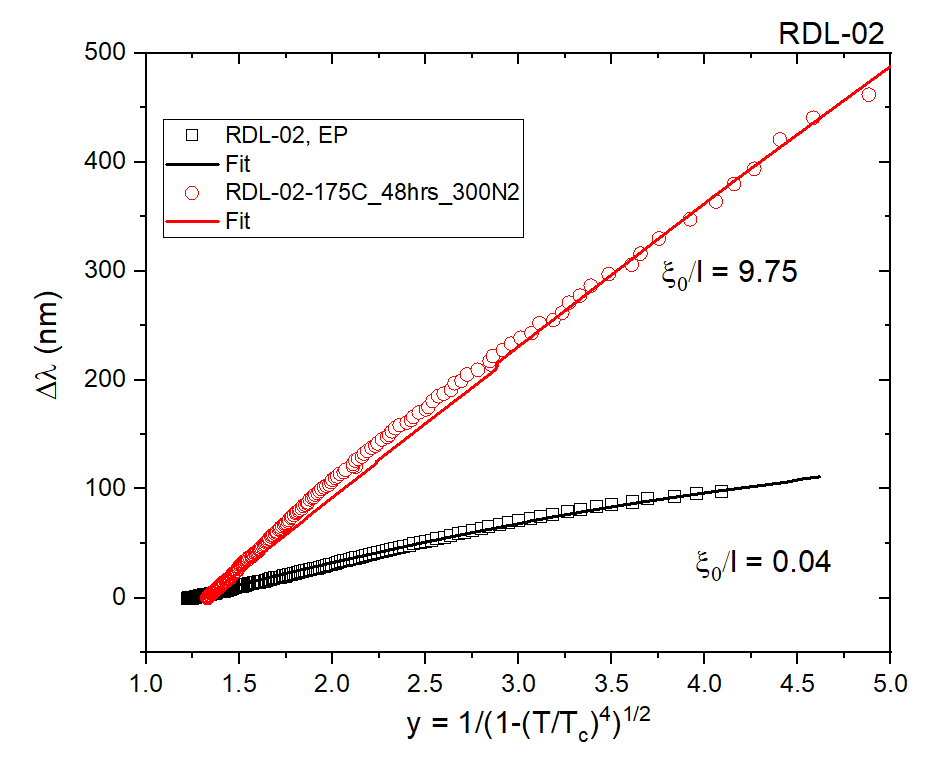 RDL-02
500
400
300
200
100
0
Δλ (nm)
RDL-02, EP
Fit
RDL-02-175C_48hrs_300N2
Fit
ξ₀/l = 9.75
ξ₀/l = 0.04
1.0 1.5 2.0 2.5 3.0 3.5 4.0 4.5 5.0
y = 1/(1-(T/T_c)⁴)^1/2